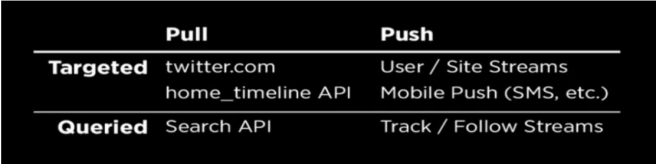 Pull Push
Targeted twitter.com User / Site Streams
home_timeline API Mobile Push (SMS, etc.)
Queried Search API Track / Follow Streams